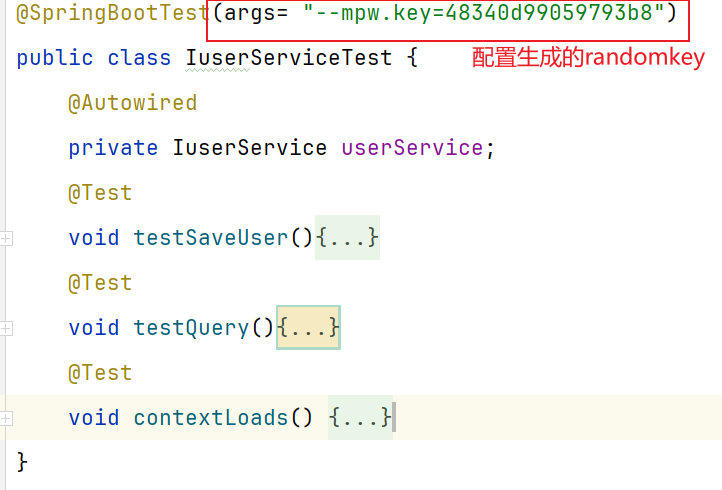 @SpringBootTest(args= "--mpw.key=48340d99059793b8")
public class IuserServiceTest {
配置生成的randomkey
@Autowired
private IuserService userService;
@Test
void testSaveUser(){...}
@Test
void testQuery(){...}
@Test
void contextLoads() {...}
}